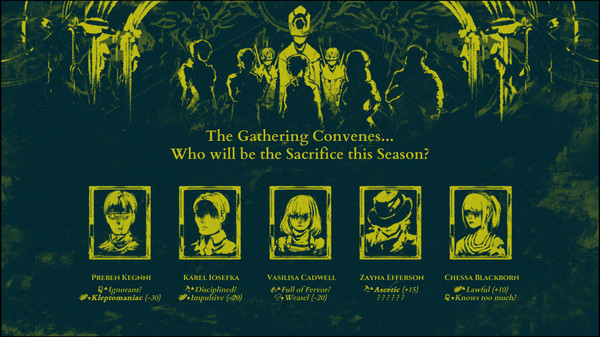 The Gathering Convenes...
Who will be the Sacrifice this Season?
Preben Kegnni
Karel Iosefka
Vasilisa Cadwell
Zayna Efferson
Chessa Blackborn
Ignorant?
Disciplined?
Full of Fervor?
Ascetic (+15)
Lawful (+10)
Kleptomaniac (-30)
Impulsive (-20)
Weasel (-20)
??????
Knows too much?